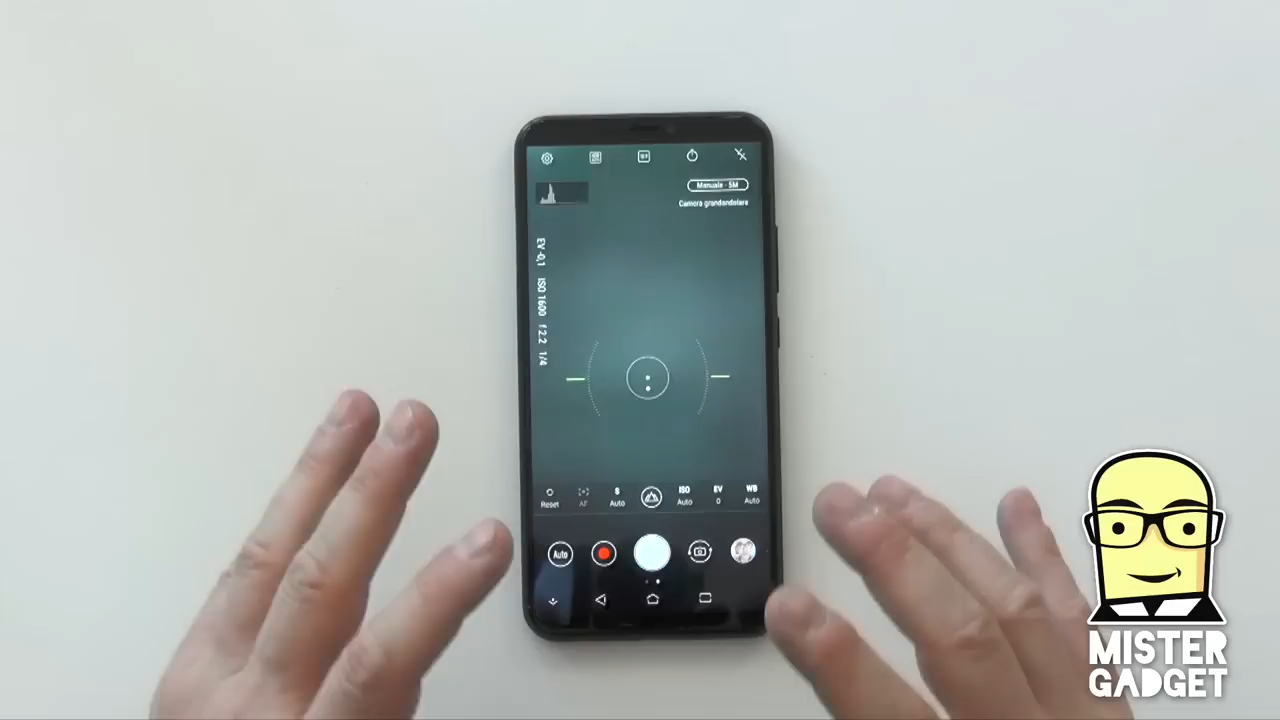 Manuale - 5M
Camera grandandolare
EV -0,1 ISO 1600 f 2.2 1/4
Reset AF S Auto ISO Auto EV 0 WB Auto
Auto
MISTER
GADGET